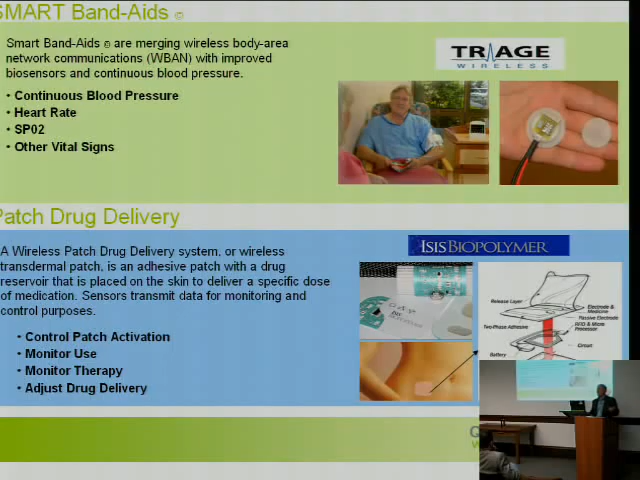 SMART Band-Aids ©
Smart Band-Aids © are merging wireless body-area
network communications (WBAN) with improved
biosensors and continuous blood pressure.
• Continuous Blood Pressure
• Heart Rate
• SP02
• Other Vital Signs
TRIAGE
WIRELESS
Patch Drug Delivery
A Wireless Patch Drug Delivery system, or wireless
transdermal patch, is an adhesive patch with a drug
reservoir that is placed on the skin to deliver a specific dose
of medication. Sensors transmit data for monitoring and
control purposes.
• Control Patch Activation
• Monitor Use
• Monitor Therapy
• Adjust Drug Delivery
ISIS BIOPOLYMER
Release Layer
Electrode &
Medicine
Passive Electrode
Two-Phase Adhesive
RFID & Micro
Processor
Circuit
Battery